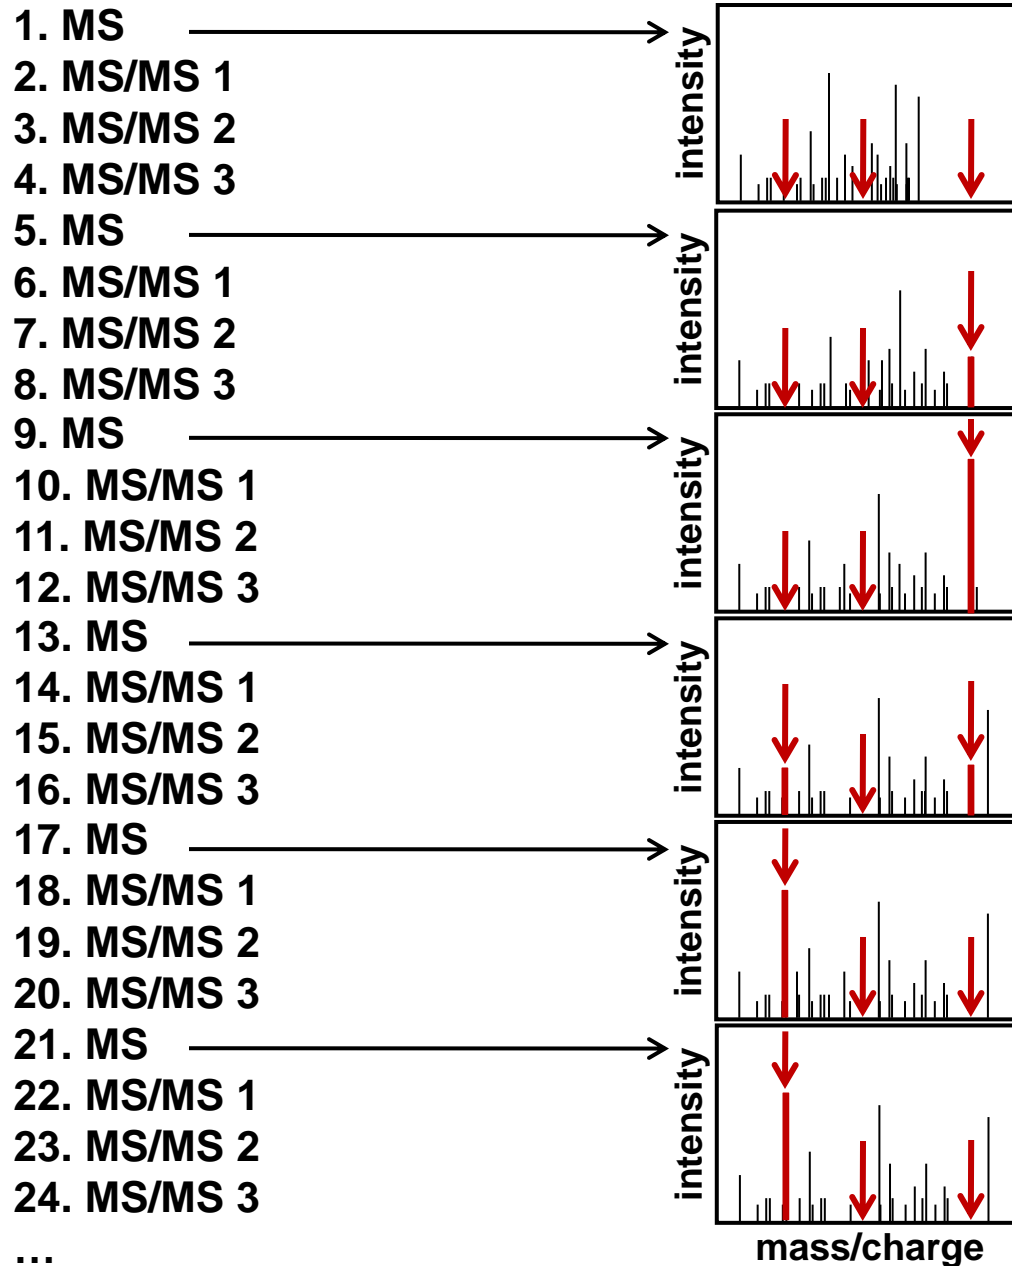 1. MS
intensity
2. MS/MS 1
3. MS/MS 2
4. MS/MS 3
5. MS
intensity
6. MS/MS 1
7. MS/MS 2
8. MS/MS 3
9. MS
intensity
10. MS/MS 1
11. MS/MS 2
12. MS/MS 3
13. MS
intensity
14. MS/MS 1
15. MS/MS 2
16. MS/MS 3
17. MS
intensity
18. MS/MS 1
19. MS/MS 2
20. MS/MS 3
21. MS
intensity
22. MS/MS 1
23. MS/MS 2
24. MS/MS 3
...
mass/charge